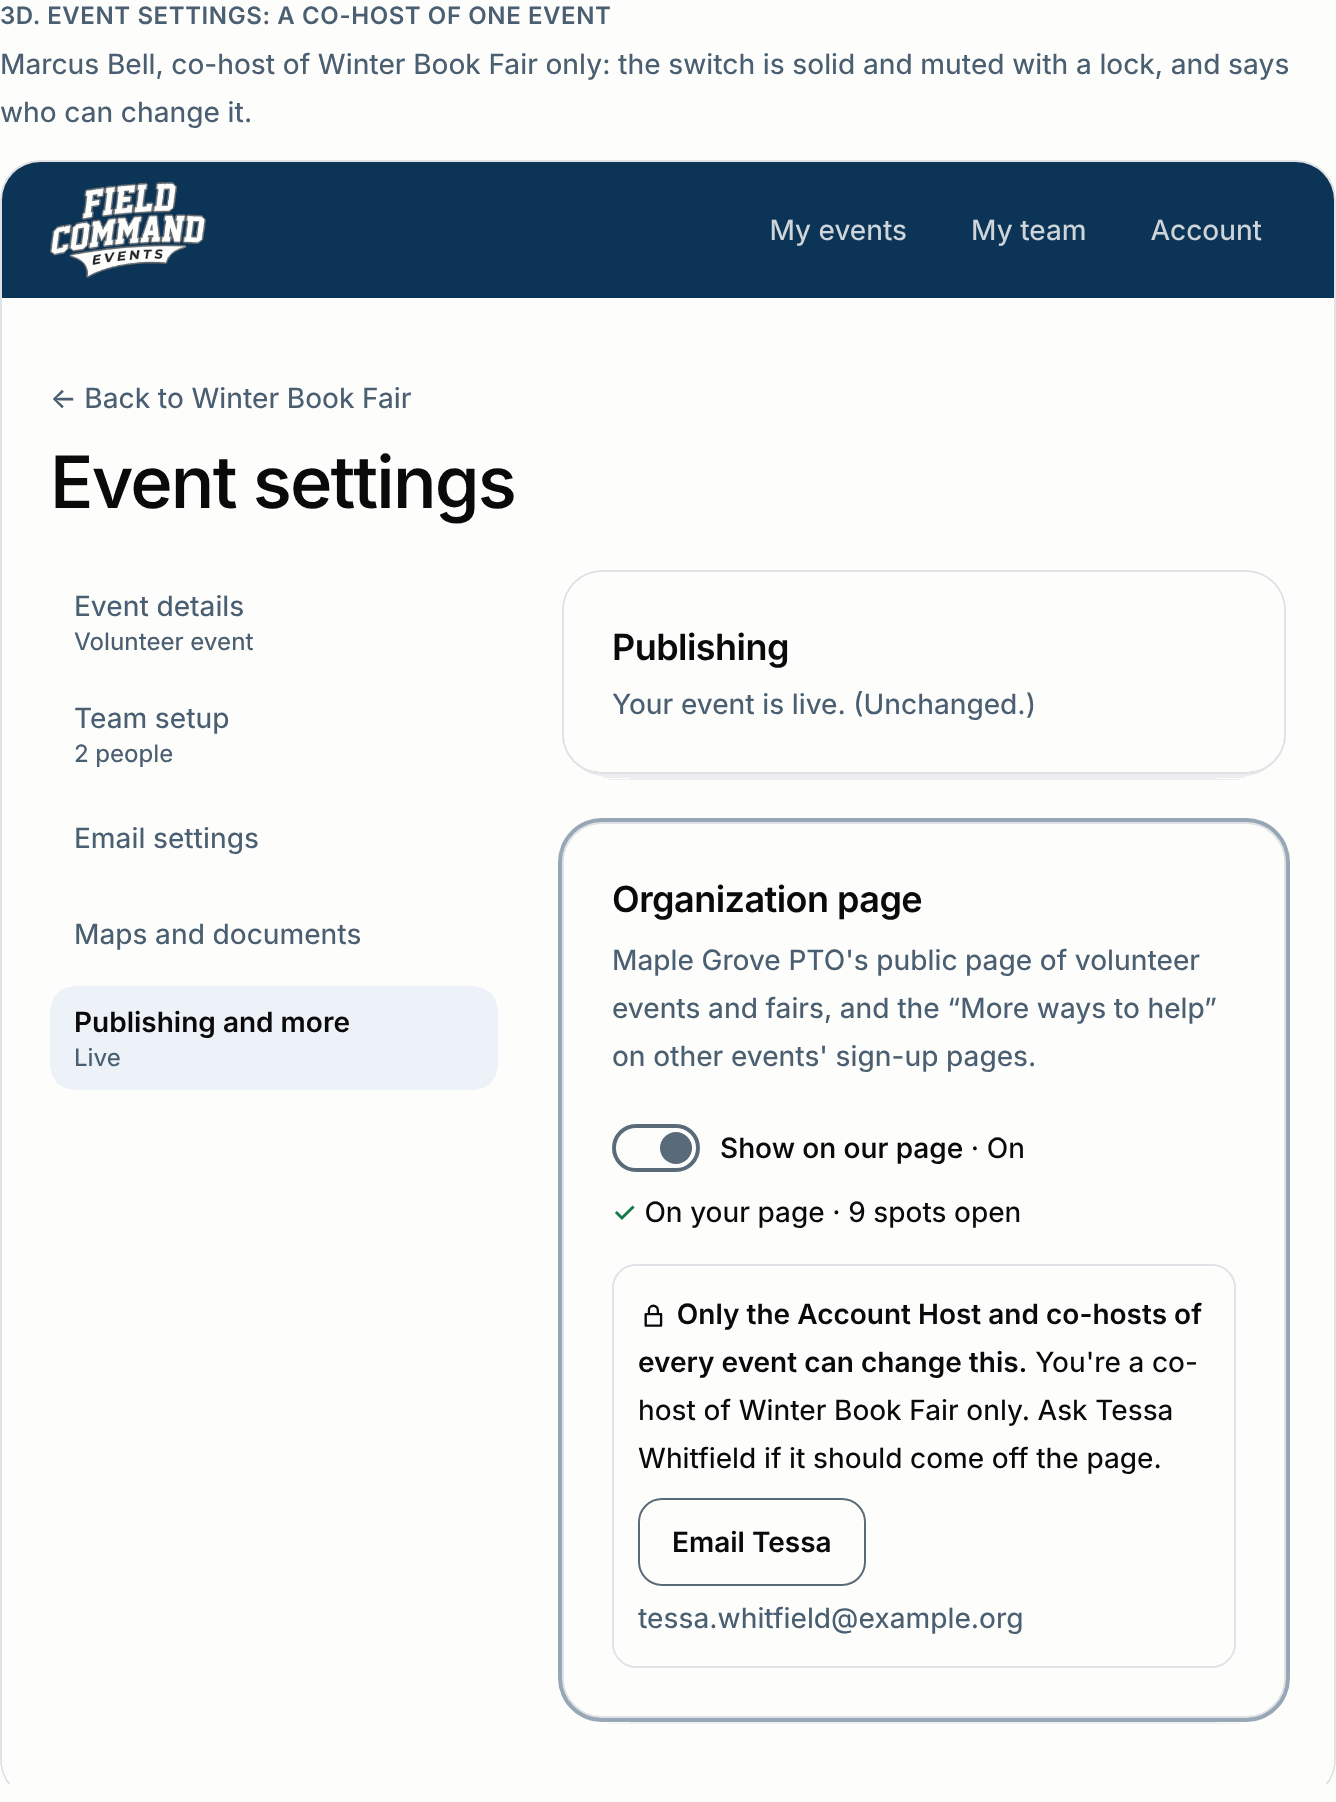 3D. EVENT SETTINGS: A CO-HOST OF ONE EVENT
Marcus Bell, co-host of Winter Book Fair only: the switch is solid and muted with a lock, and says
who can change it.
FIELD
COMMAND
EVENTS
My events
My team
Account
← Back to Winter Book Fair
Event settings
Event details
Volunteer event
Team setup
2 people
Email settings
Maps and documents
Publishing and more
Live
Publishing
Your event is live. (Unchanged.)
Organization page
Maple Grove PTO's public page of volunteer
events and fairs, and the “More ways to help”
on other events' sign-up pages.
Show on our page · On
✓ On your page · 9 spots open
Only the Account Host and co-hosts of
every event can change this. You're a co-
host of Winter Book Fair only. Ask Tessa
Whitfield if it should come off the page.
Email Tessa
tessa.whitfield@example.org